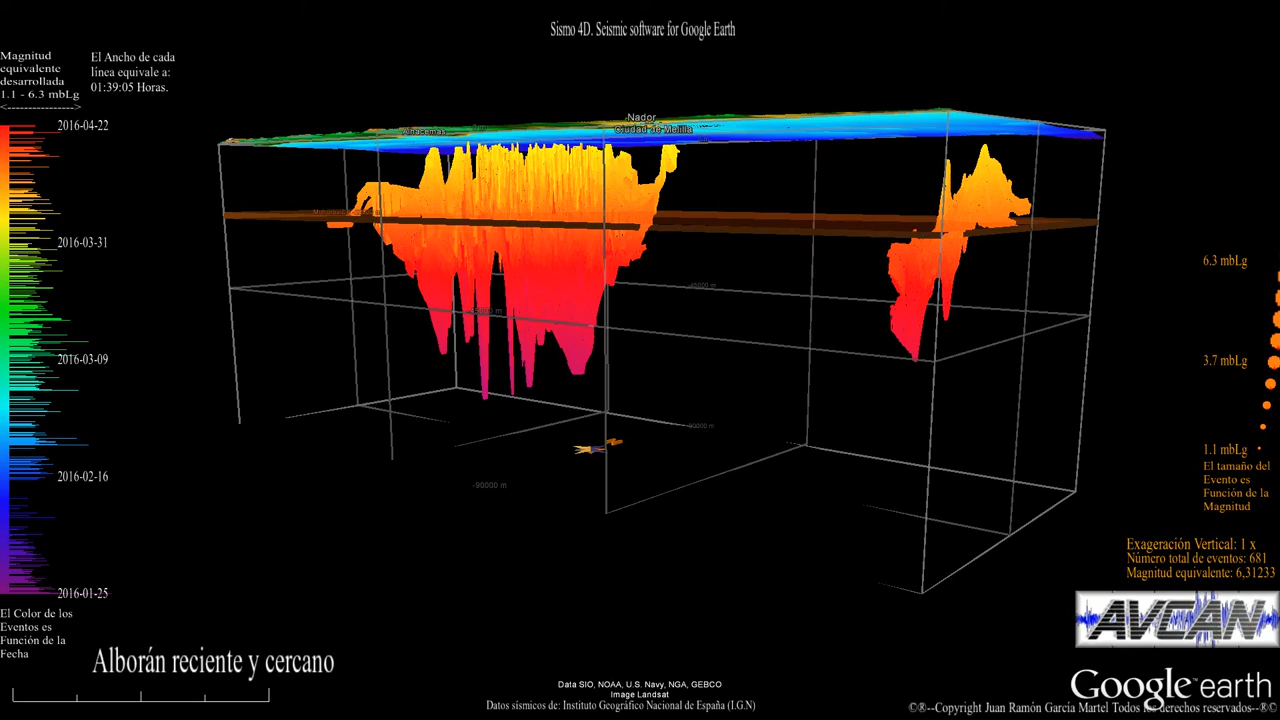 Sismo 4D. Seismic software for Google Earth
Magnitud
equivalente
desarrollada
1.1 - 6.3 mbLg
<--------------->
El Ancho de cada
línea equivale a:
01:39:05 Horas.
2016-04-22
2016-03-31
2016-03-09
2016-02-16
2016-01-25
El Color de los
Eventos es
Función de la
Fecha
Nador
Ciudad de Melilla
Alhacemas
-45000 m
-90000 m
-90000 m
6.3 mbLg
3.7 mbLg
1.1 mbLg
El tamaño del
Evento es
Función de la
Magnitud
Exageración Vertical: 1 x
Número total de eventos: 681
Magnitud equivalente: 6,31233
AVCAN
Alborán reciente y cercano
Data SIO, NOAA, U.S. Navy, NGA, GEBCO
Image Landsat
Datos sísmicos de: Instituto Geográfico Nacional de España (I.G.N)
Google™ earth
©®--Copyright Juan Ramón García Martel Todos los derechos reservados--®©